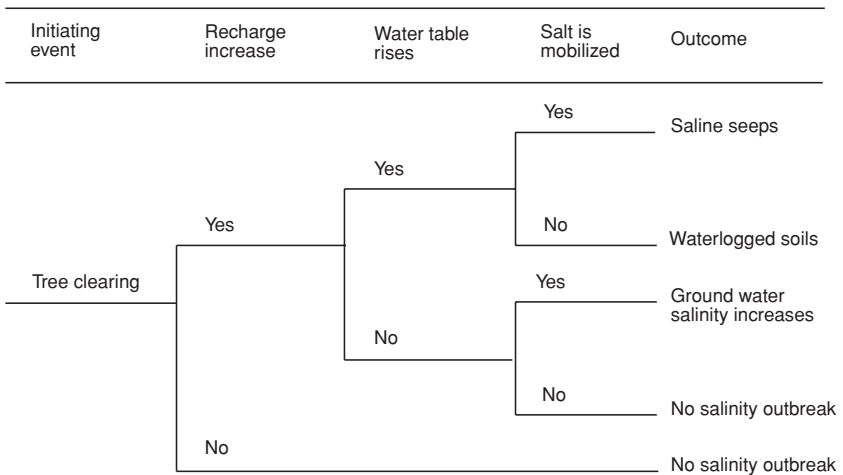 Initiating
event
Recharge
increase
Water table
rises
Salt is
mobilized
Outcome
Yes
Saline seeps
Yes
No
Waterlogged soils
Yes
Tree clearing
Yes
Ground water
salinity increases
No
No
No salinity outbreak
No
No salinity outbreak